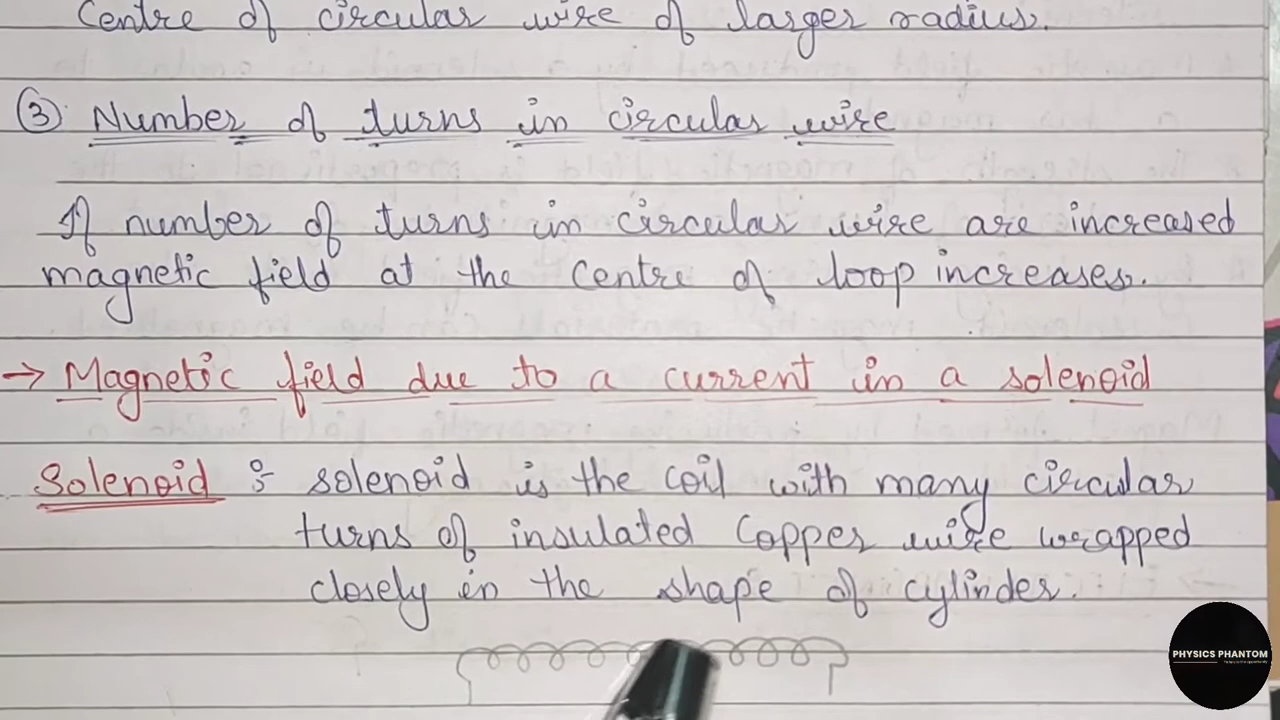 Centre of circular wire of larger radius.
③ Number of turns in circular wire
If number of turns in circular wire are increased
magnetic field at the centre of loop increases.
→ Magnetic field due to a current in a solenoid
Solenoid :- solenoid is the coil with many circular
turns of insulated Copper wire wrapped
closely in the shape of cylinder.
PHYSICS PHANTOM